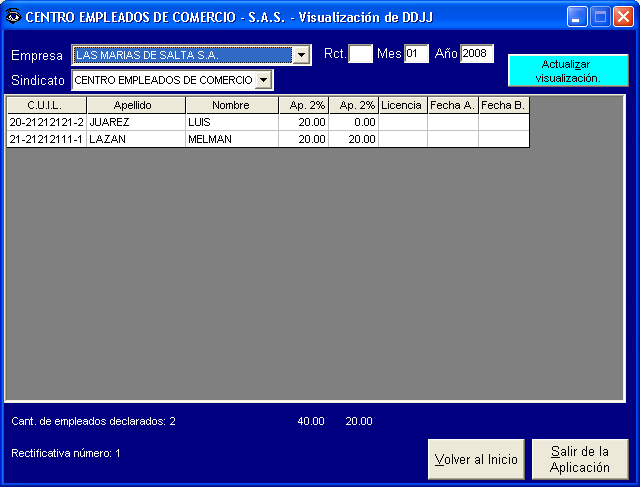 CENTRO EMPLEADOS DE COMERCIO - S.A.S. - Visualización de DDJJ
Empresa LAS MARIAS DE SALTA S.A. Rct. Mes 01 Año 2008
Sindicato CENTRO EMPLEADOS DE COMERCIO
Actualizar
visualización.
C.U.I.L. Apellido Nombre Ap. 2% Ap. 2% Licencia Fecha A. Fecha B.
20-21212121-2 JUAREZ LUIS 20.00 0.00
21-21212111-1 LAZAN MELMAN 20.00 20.00
Cant. de empleados declarados: 2 40.00 20.00
Rectificativa número: 1
Volver al Inicio
Salir de la
Aplicación